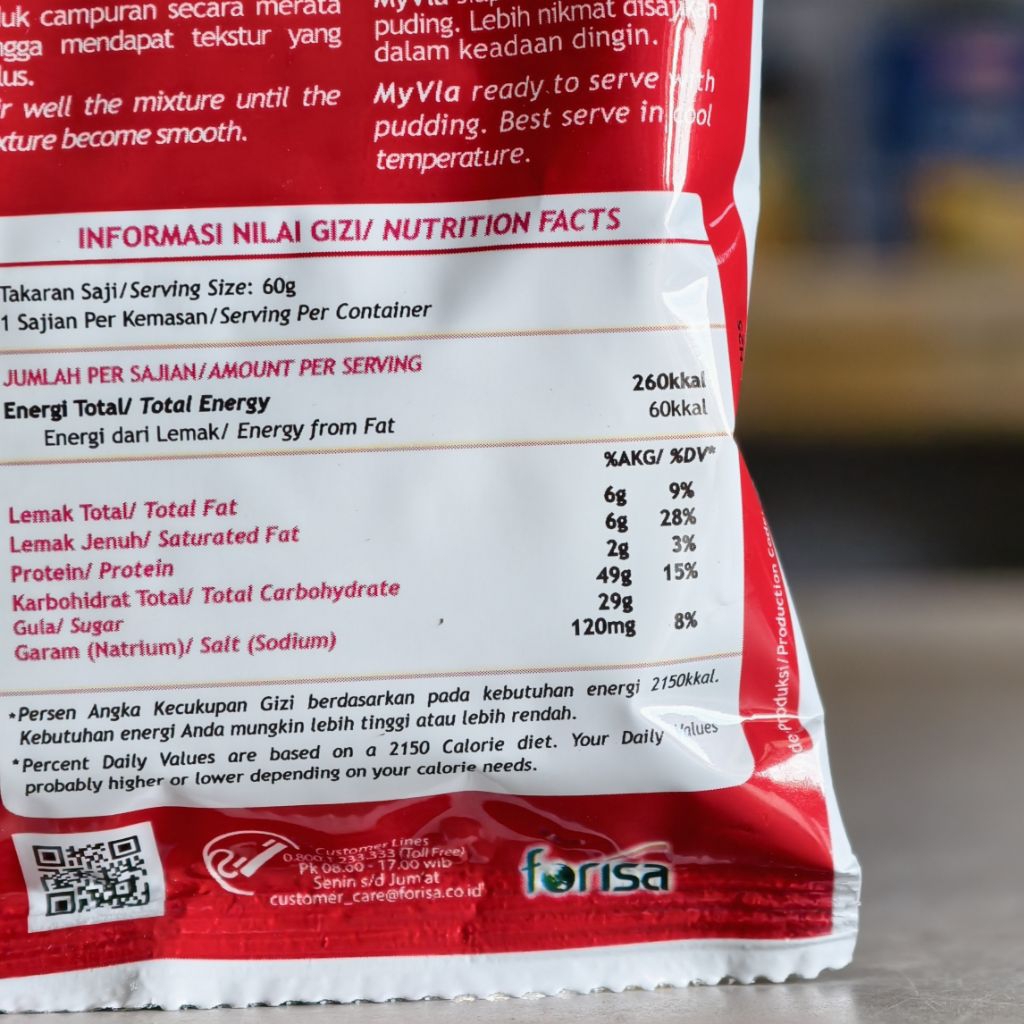 uk campuran secara merata
gga mendapat tekstur yang
lus.
r well the mixture until the
xture become smooth.
MyVla
puding. Lebih nikmat disajikan
dalam keadaan dingin.
MyVla ready to serve with
pudding. Best serve in cool
temperature.
INFORMASI NILAI GIZI/ NUTRITION FACTS
Takaran Saji/Serving Size: 60g
1 Sajian Per Kemasan/Serving Per Container
JUMLAH PER SAJIAN/AMOUNT PER SERVING
Energi Total/ Total Energy 260kkal
Energi dari Lemak/ Energy from Fat 60kkal
%AKG/ %DV*
Lemak Total/ Total Fat 6g 9%
Lemak Jenuh/ Saturated Fat 6g 28%
Protein/ Protein 2g 3%
Karbohidrat Total/ Total Carbohydrate 49g 15%
Gula/ Sugar 29g
Garam (Natrium)/ Salt (Sodium) 120mg 8%
*Persen Angka Kecukupan Gizi berdasarkan pada kebutuhan energi 2150kkal.
Kebutuhan energi Anda mungkin lebih tinggi atau lebih rendah.
*Percent Daily Values are based on a 2150 Calorie diet. Your Daily Values
probably higher or lower depending on your calorie needs.
Customer Lines
0.800.1.233.333 (Toll Free)
Pk 08.00 - 17.00 wib
Senin s/d Jum'at
customer_care@forisa.co.id
forisa
de produksi/Production code